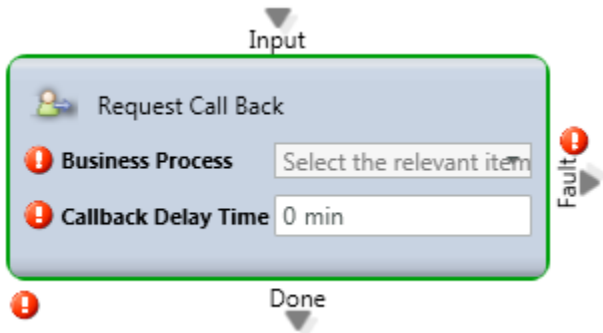 Input
Request Call Back
Business Process Select the relevant item
Fault
Callback Delay Time 0 min
Done